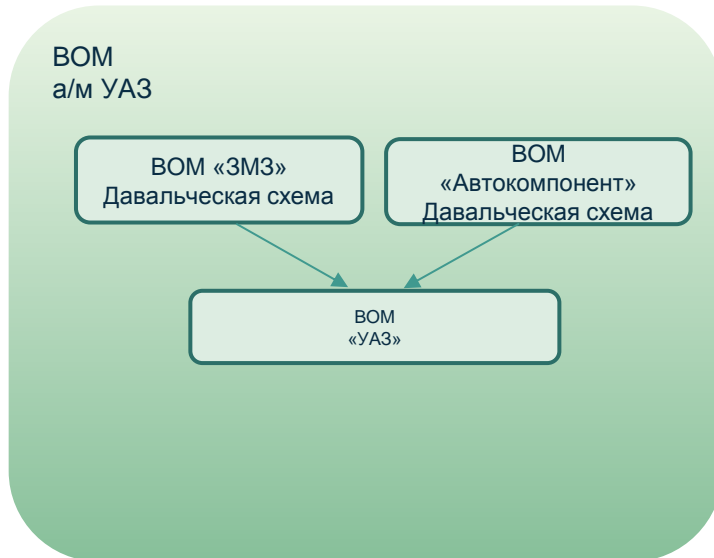 ВОМ
а/м УАЗ
ВОМ «ЗМЗ»
Давальческая схема
ВОМ
«Автокомпонент»
Давальческая схема
ВОМ
«УАЗ»